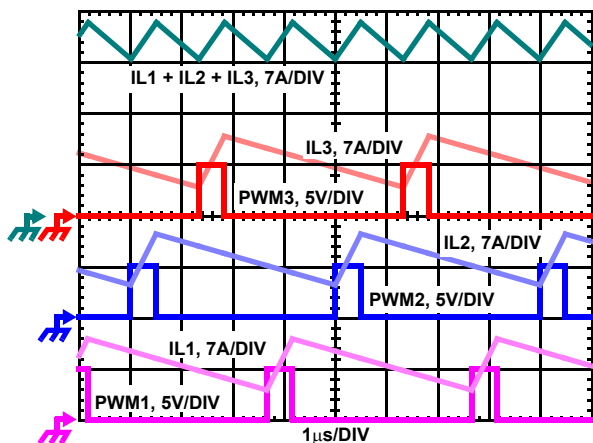 IL1 + IL2 + IL3, 7A/DIV
IL3, 7A/DIV
PWM3, 5V/DIV
IL2, 7A/DIV
PWM2, 5V/DIV
IL1, 7A/DIV
PWM1, 5V/DIV
1µs/DIV